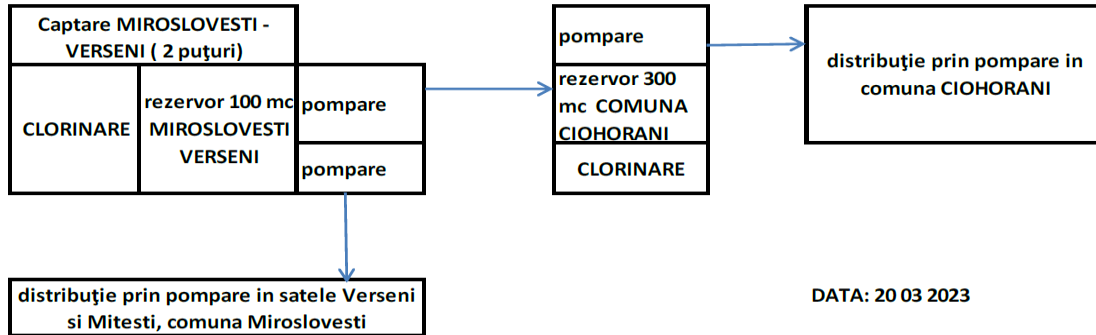 Captare MIROSLOVESTI -
VERSENI ( 2 puţuri)
CLORINARE
rezervor 100 mc
MIROSLOVESTI
VERSENI
pompare
pompare
pompare
rezervor 300
mc COMUNA
CIOHORANI
CLORINARE
distribuţie prin pompare in
comuna CIOHORANI
distribuţie prin pompare in satele Verseni
si Mitesti, comuna Miroslovesti
DATA: 20 03 2023